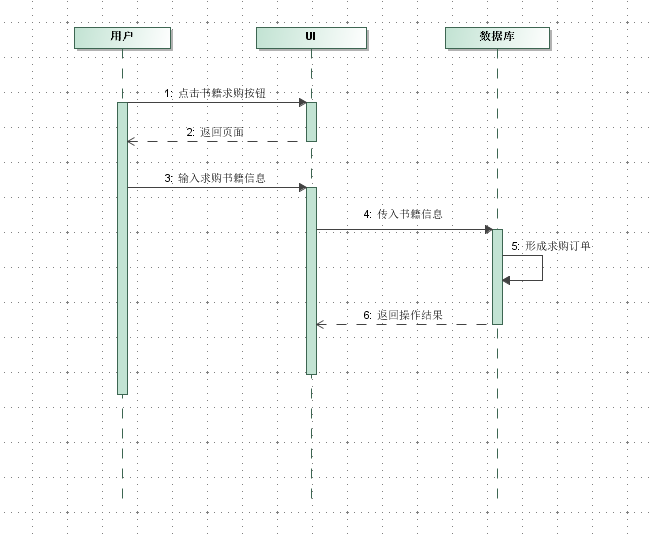 用户
UI
数据库
1: 点击书籍求购按钮
2: 返回页面
3: 输入求购书籍信息
4: 传入书籍信息
5: 形成求购订单
6: 返回操作结果